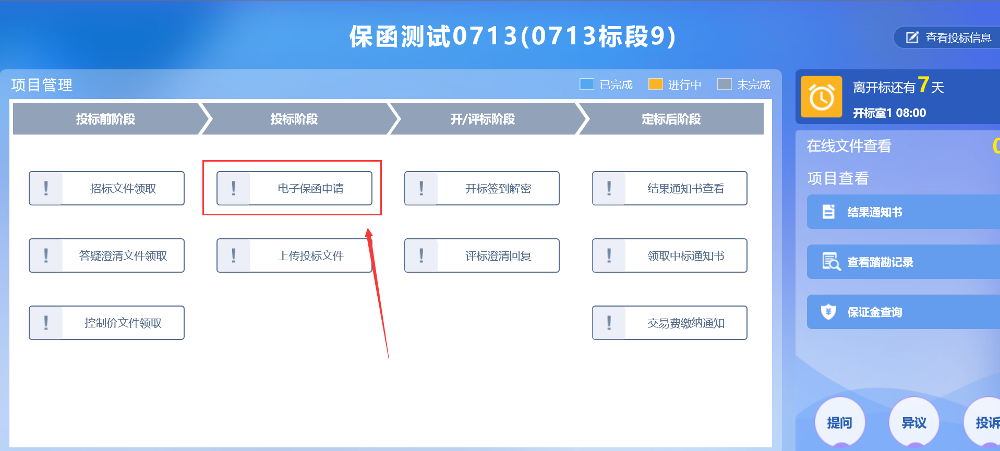 保函测试0713(0713标段9)
查看投标信息
项目管理
已完成
进行中
未完成
投标前阶段
投标阶段
开/评标阶段
定标后阶段
招标文件领取
电子保函申请
开标签到解密
结果通知书查看
答疑澄清文件领取
上传投标文件
评标澄清回复
领取中标通知书
控制价文件领取
交易费缴纳通知
离开标还有7天
开标室1 08:00
在线文件查看
项目查看
结果通知书
查看踏勘记录
保证金查询
提问
异议
投诉